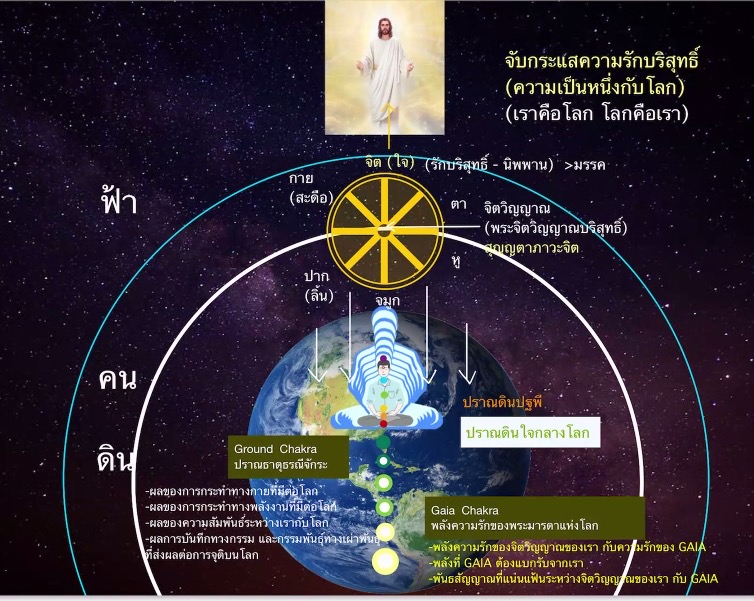 จับกระแสความรักบริสุทธิ์
(ความเป็นหนึ่งกับโลก)
(เราคือโลก โลกคือเรา)
จิต (ใจ) (รักบริสุทธิ์ - นิพพาน) >มรรค
กาย
(สะดือ)
ฟ้า
ตา
จิตวิญญาณ
(พระจิตวิญญาณบริสุทธิ์)
สุญญตาภาวะจิต
หู
ปาก
(ลิ้น)
จมูก
คน
ปราณดินปฐพี
ปราณดินใจกลางโลก
ดิน
Ground Chakra
ปราณธาตุธรณีจักระ
-ผลของการกระทำทางกายที่มีต่อโลก
-ผลของการกระทำทางพลังงานที่มีต่อโลก
-ผลของความสัมพันธ์ระหว่างเรากับโลก
-ผลการบันทึกทางกรรม และกรรมพันธุ์ทางเผ่าพันธุ์
ที่ส่งผลต่อการจุติบนโลก
Gaia Chakra
พลังความรักของพระมารดาแห่งโลก
-พลังความรักของจิตวิญญาณของเรา กับความรักของ GAIA
-พลังที่ GAIA ต้องแบกรับจากเรา
-พันธสัญญาที่แน่นแฟ้นระหว่างจิตวิญญาณของเรา กับ GAIA